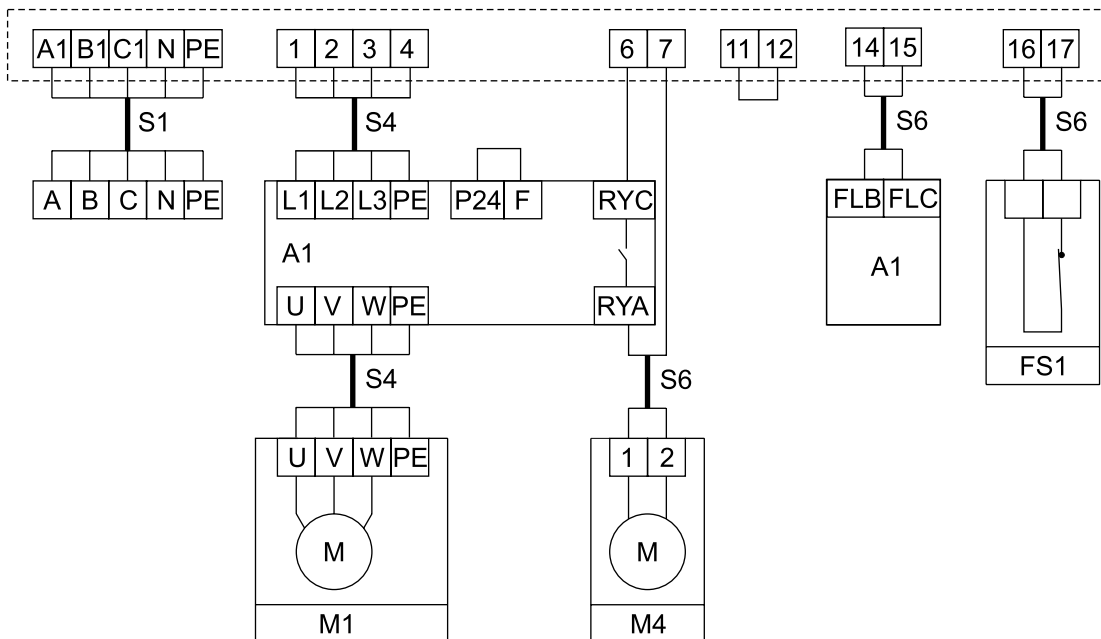 A1 B1 C1 N PE 1 2 3 4 6 7 11 12 14 15 16 17
S1 S4 S6 S6
A B C N PE L1 L2 L3 PE P24 F RYC FLB FLC
A1 A1
U V W PE RYA
FS1
S4 S6
U V W PE 1 2
M M
M1 M4